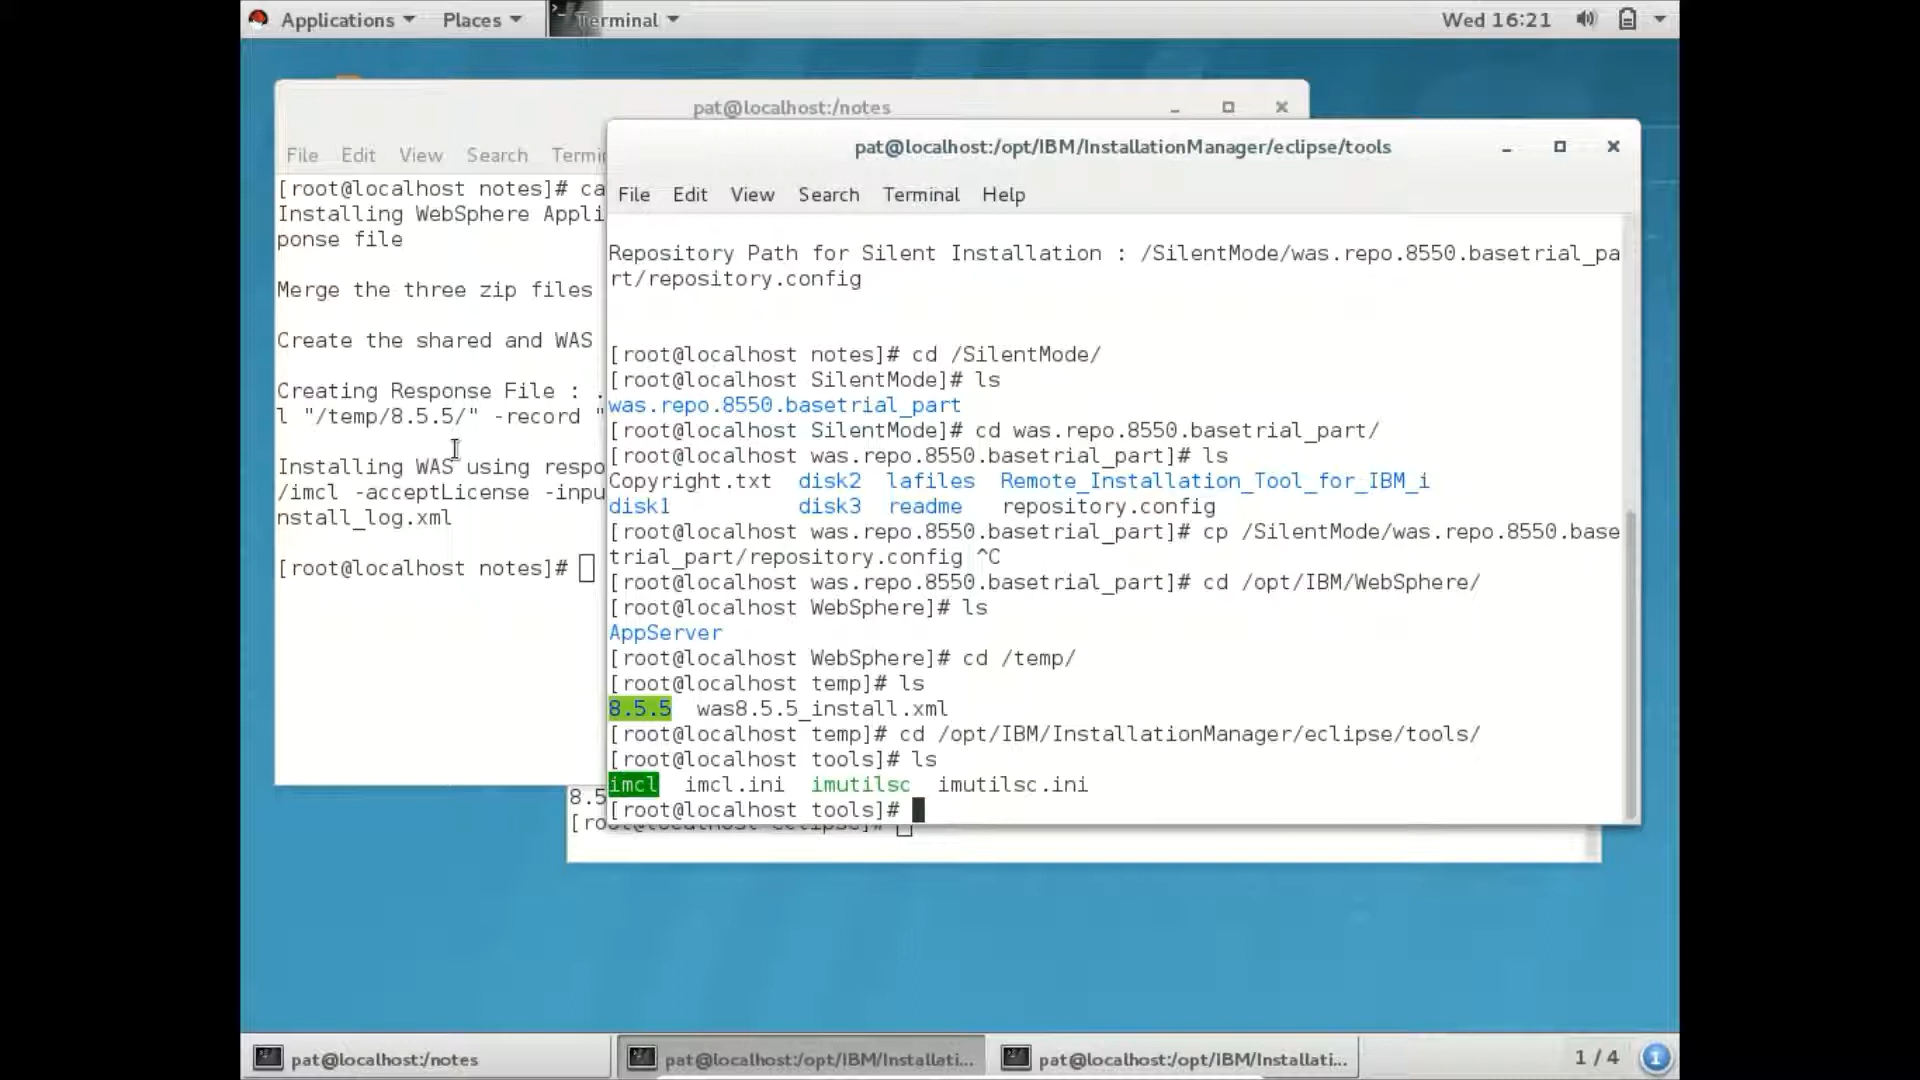 Applications Places Terminal Wed 16:21
pat@localhost:/notes
File Edit View Search Termi
[root@localhost notes]# ca
Installing WebSphere Appli
ponse file
Merge the three zip files
Create the shared and WAS
Creating Response File : .
l "/temp/8.5.5/" -record "
Installing WAS using respo
/imcl -acceptLicense -inpu
nstall_log.xml
[root@localhost notes]#
pat@localhost:/opt/IBM/InstallationManager/eclipse/tools
File Edit View Search Terminal Help
Repository Path for Silent Installation : /SilentMode/was.repo.8550.basetrial_pa
rt/repository.config
[root@localhost notes]# cd /SilentMode/
[root@localhost SilentMode]# ls
was.repo.8550.basetrial_part
[root@localhost SilentMode]# cd was.repo.8550.basetrial_part/
[root@localhost was.repo.8550.basetrial_part]# ls
Copyright.txt disk2 lafiles Remote_Installation_Tool_for_IBM_i
disk1 disk3 readme repository.config
[root@localhost was.repo.8550.basetrial_part]# cp /SilentMode/was.repo.8550.base
trial_part/repository.config ^C
[root@localhost was.repo.8550.basetrial_part]# cd /opt/IBM/WebSphere/
[root@localhost WebSphere]# ls
AppServer
[root@localhost WebSphere]# cd /temp/
[root@localhost temp]# ls
8.5.5 was8.5.5_install.xml
[root@localhost temp]# cd /opt/IBM/InstallationManager/eclipse/tools/
[root@localhost tools]# ls
imcl imcl.ini imutilsc imutilsc.ini
[root@localhost tools]#
8.5
pat@localhost:/notes
pat@localhost:/opt/IBM/Installati...
pat@localhost:/opt/IBM/Installati...
1 / 4
1